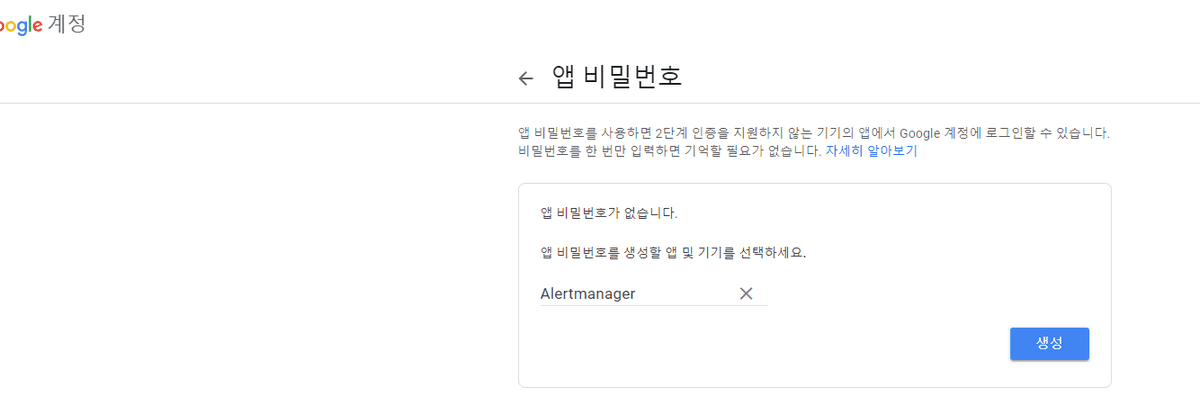 oogle 계정
앱 비밀번호
앱 비밀번호를 사용하면 2단계 인증을 지원하지 않는 기기의 앱에서 Google 계정에 로그인할 수 있습니다.
비밀번호를 한 번만 입력하면 기억할 필요가 없습니다. 자세히 알아보기
앱 비밀번호가 없습니다.
앱 비밀번호를 생성할 앱 및 기기를 선택하세요.
Alertmanager
생성